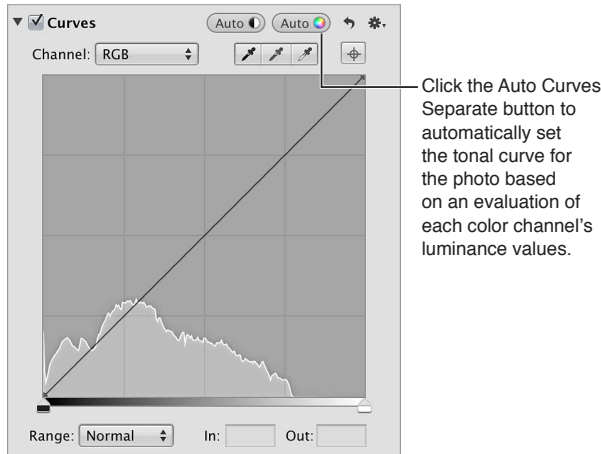 Curves
Auto
Auto
Channel: RGB
Click the Auto Curves
Separate button to
automatically set
the tonal curve for
the photo based
on an evaluation of
each color channel's
luminance values.
Range: Normal
In:
Out: